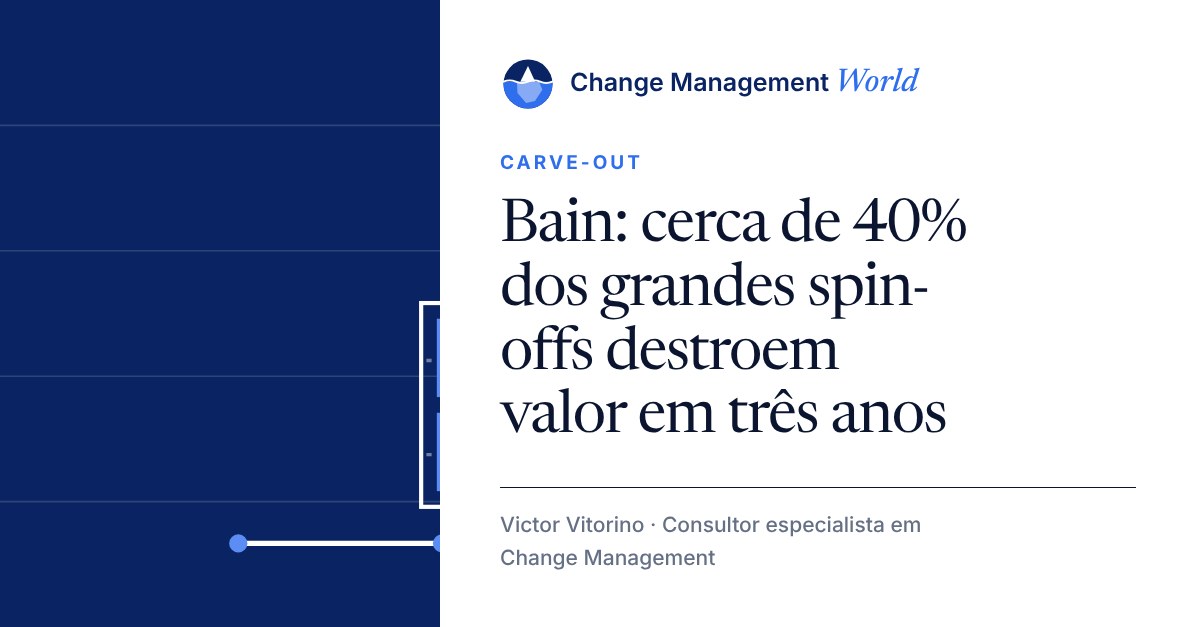 Change Management World
CARVE-OUT
Bain: cerca de 40%
dos grandes spin-
offs destroem
valor em três anos
Victor Vitorino · Consultor especialista em
Change Management